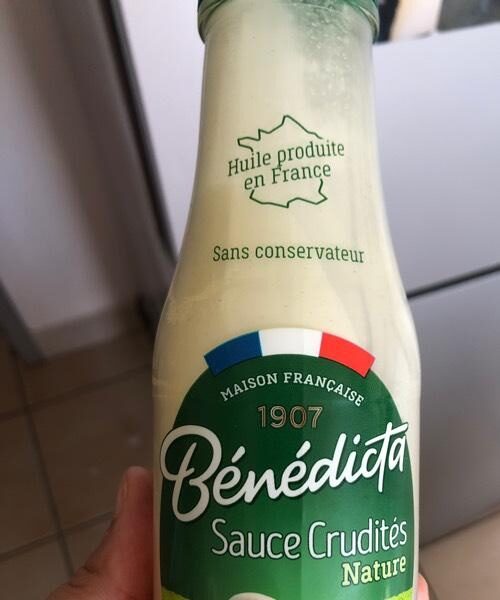 Huile produite
en France
Sans conservateur
MAISON FRANÇAISE
1907
Bénédicta
Sauce Crudités
Nature